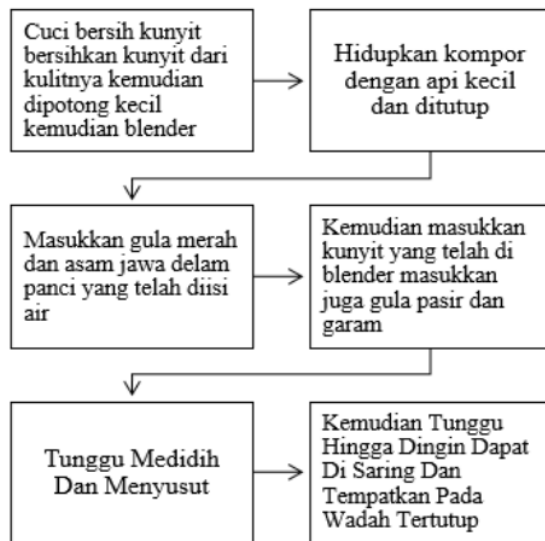 Cuci bersih kunyit
bersihkan kunyit dari
kulitnya kemudian
dipotong kecil
kemudian blender
Hidupkan kompor
dengan api kecil
dan ditutup
Masukkan gula merah
dan asam jawa delam
panci yang telah diisi
air
Kemudian masukkan
kunyit yang telah di
blender masukkan
juga gula pasir dan
garam
Tunggu Medidih
Dan Menyusut
Kemudian Tunggu
Hingga Dingin Dapat
Di Saring Dan
Tempatkan Pada
Wadah Tertutup